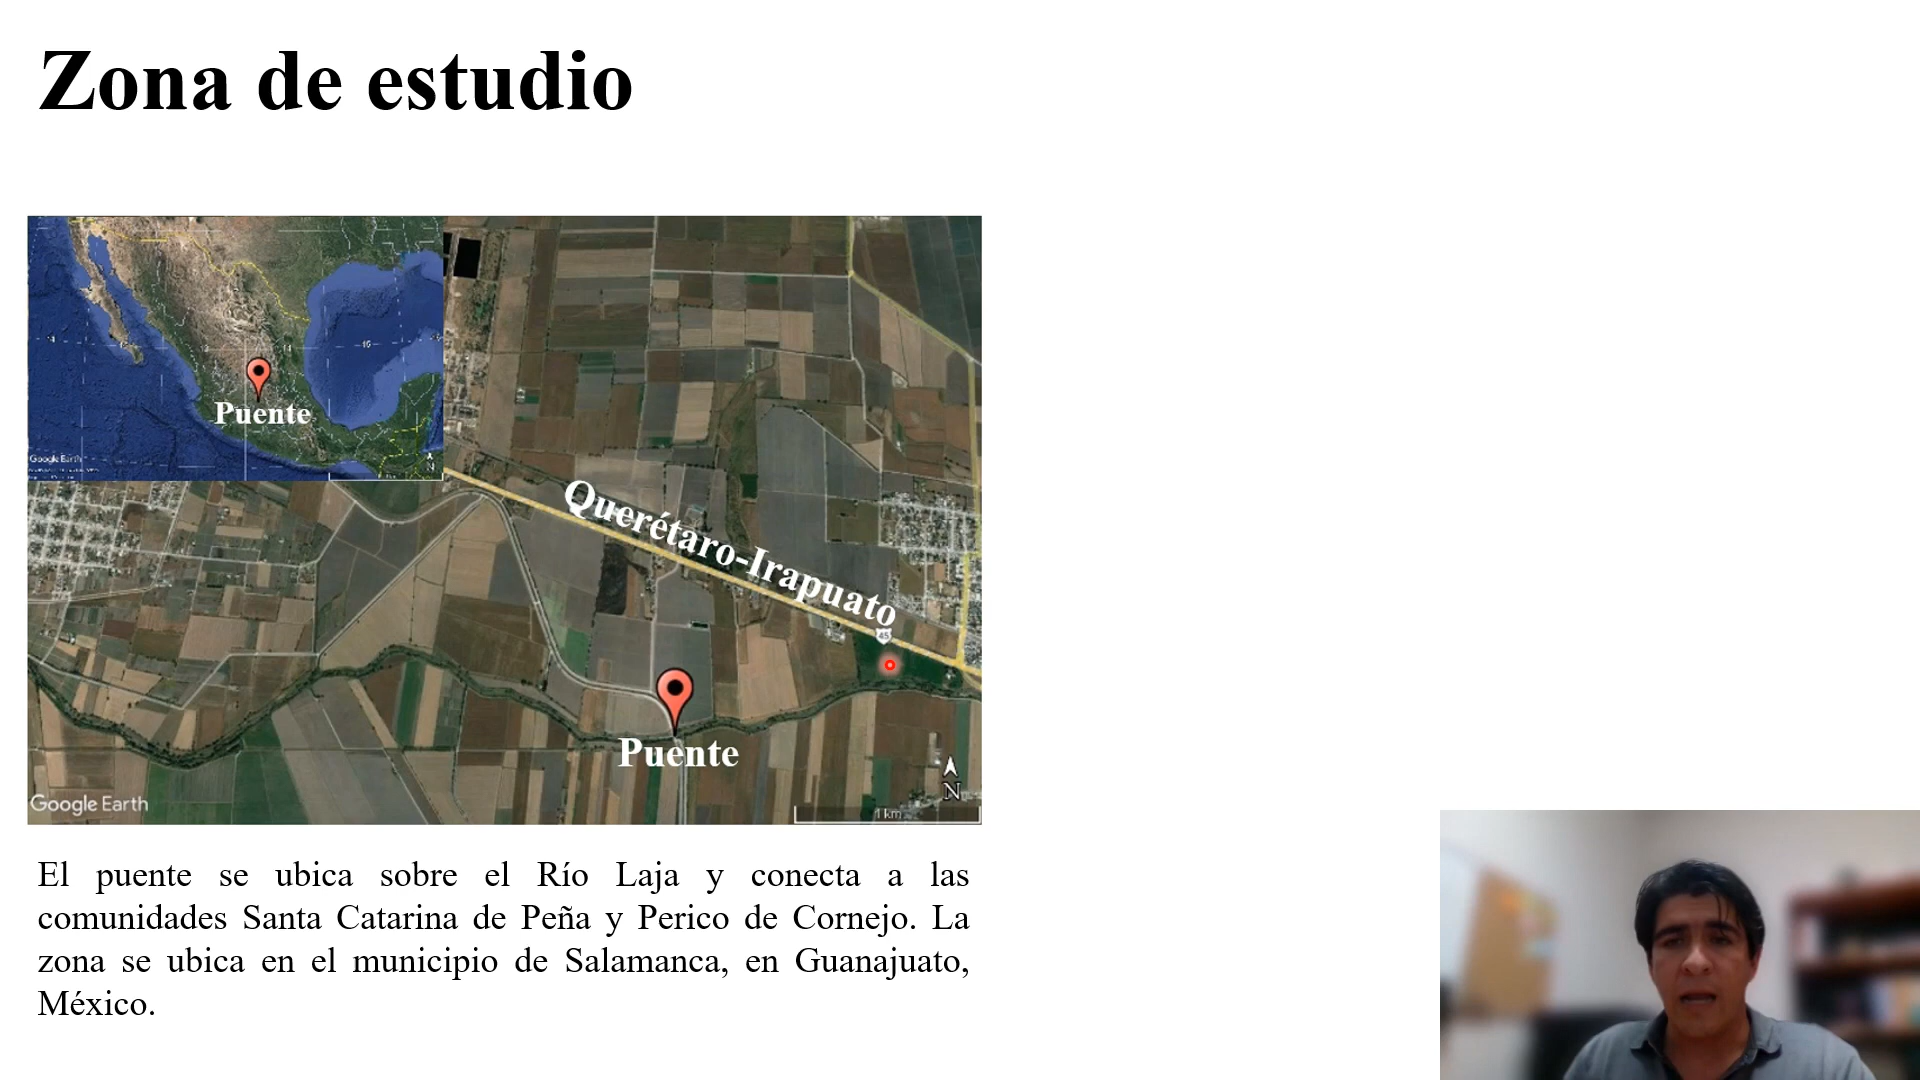 Zona de estudio
Puente
Google Earth
N
Querétaro-Irapuato
45
Puente
N
Google Earth
1 km
El puente se ubica sobre el Río Laja y conecta a las
comunidades Santa Catarina de Peña y Perico de Cornejo. La
zona se ubica en el municipio de Salamanca, en Guanajuato,
México.